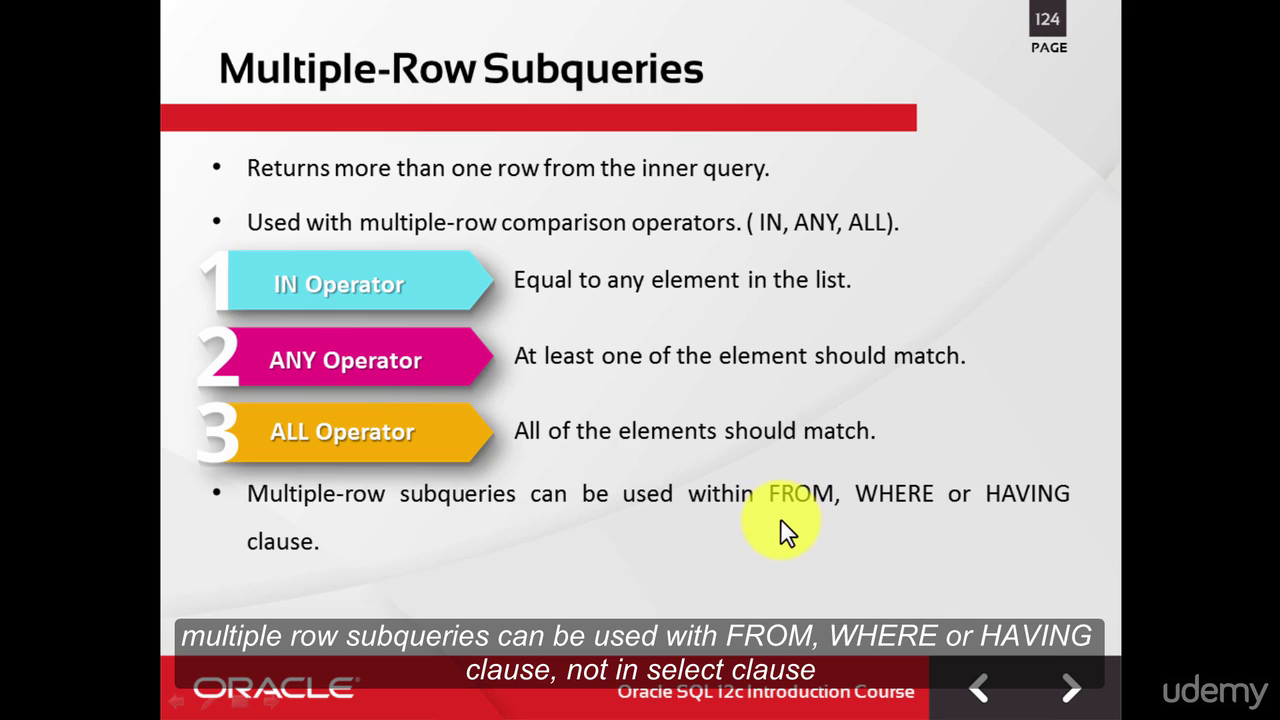 124
PAGE
Multiple-Row Subqueries
• Returns more than one row from the inner query.
• Used with multiple-row comparison operators. ( IN, ANY, ALL).
1 IN Operator Equal to any element in the list.
2 ANY Operator At least one of the element should match.
3 ALL Operator All of the elements should match.
• Multiple-row subqueries can be used within FROM, WHERE or HAVING
clause.
multiple row subqueries can be used with FROM, WHERE or HAVING
clause, not in select clause
ORACLE Oracle SQL 12c Introduction Course
udemy